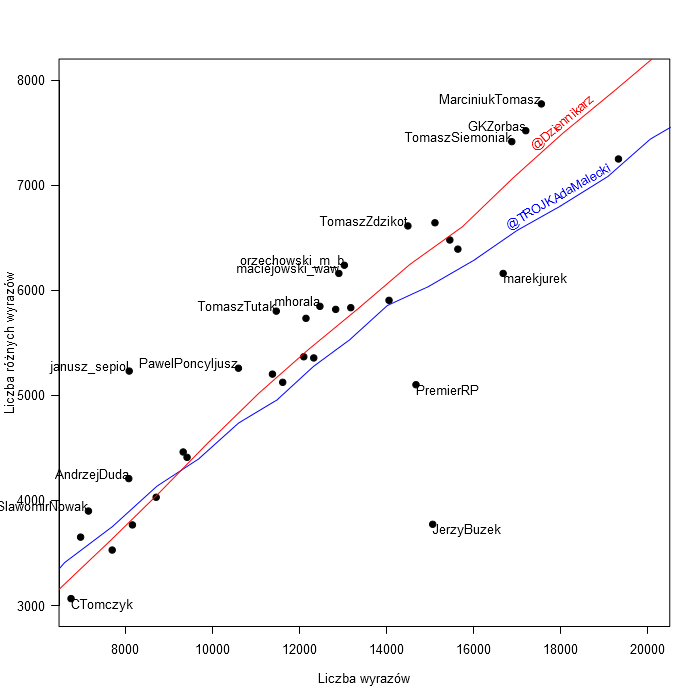 8000
7000
6000
5000
4000
3000
Liczba różnych wyrazów
MarciniukTomasz
GKZorbas
@Dziennikarz
TomaszSiemoniak
@TROJKAdaMalecki
TomaszZdzikot
orzechowski_m_b
maciejowski_waw
marekjurek
mhorala
TomaszTutak
PawelPoncyljusz
janusz_sepiol
PremierRP
AndrzejDuda
SlawomirNowak
JerzyBuzek
CTomczyk
8000 10000 12000 14000 16000 18000 20000
Liczba wyrazów